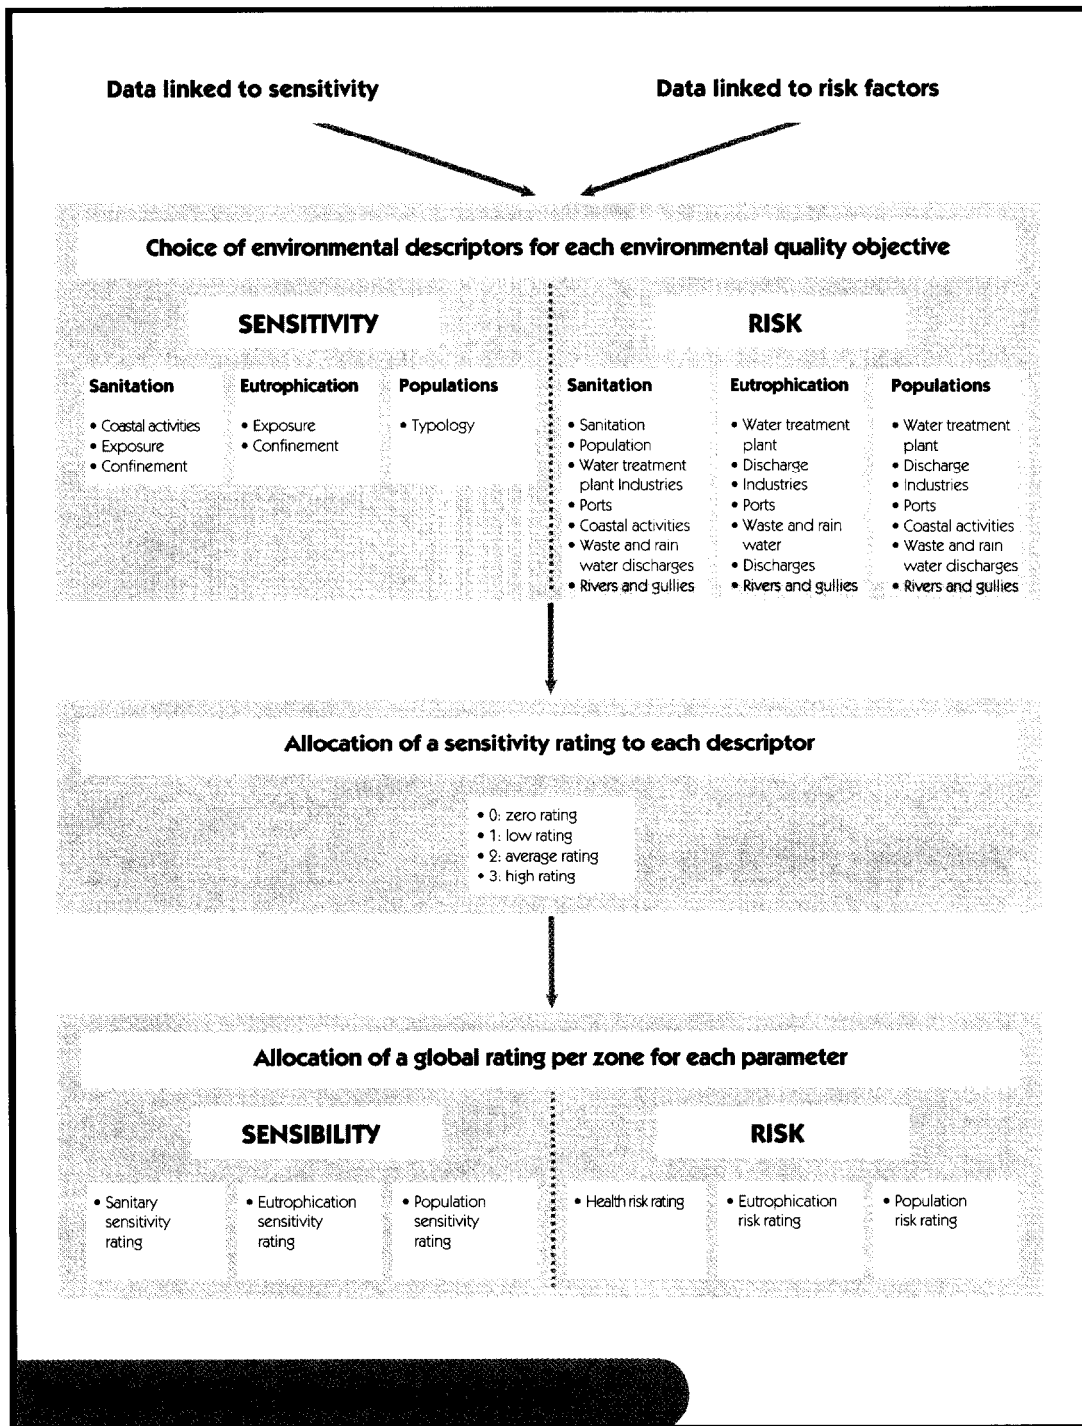 Data linked to sensitivity
Data linked to risk factors
Choice of environmental descriptors for each environmental quality objective
SENSITIVITY
Sanitation
• Coastal activities
• Exposure
• Confinement
Eutrophication
• Exposure
• Confinement
Populations
• Typology
RISK
Sanitation
• Sanitation
• Population
• Water treatment
plant Industries
• Ports
• Coastal activities
• Waste and rain
water discharges
• Rivers and gullies
Eutrophication
• Water treatment
plant
• Discharge
• Industries
• Ports
• Waste and rain
water
• Discharges
• Rivers and gullies
Populations
• Water treatment
plant
• Discharge
• Industries
• Ports
• Coastal activities
• Waste and rain
water discharges
• Rivers and gullies
Allocation of a sensitivity rating to each descriptor
• 0: zero rating
• 1: low rating
• 2: average rating
• 3: high rating
Allocation of a global rating per zone for each parameter
SENSIBILITY
• Sanitary
sensitivity
rating
• Eutrophication
sensitivity
rating
• Population
sensitivity
rating
RISK
• Health risk rating
• Eutrophication
risk rating
• Population
risk rating